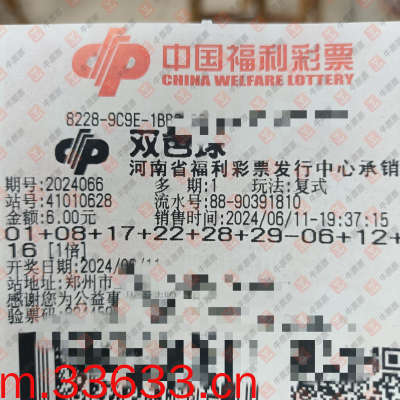 中国福利彩票
CHINA WELFARE LOTTERY
8228-9C9E-1B
双色球
河南省福利彩票发行中心承销
期号:2024066 多期:1 玩法:复式
站号:41010628 流水号:88-90391810
金额:6.00元 销售时间:2024/06/11-19:37:15
01+08+17+22+28+29-06+12+
16 [1倍]
开奖日期:2024/06/11
站地址:郑州市
感谢您为公益事
验票码
m.33633.cn